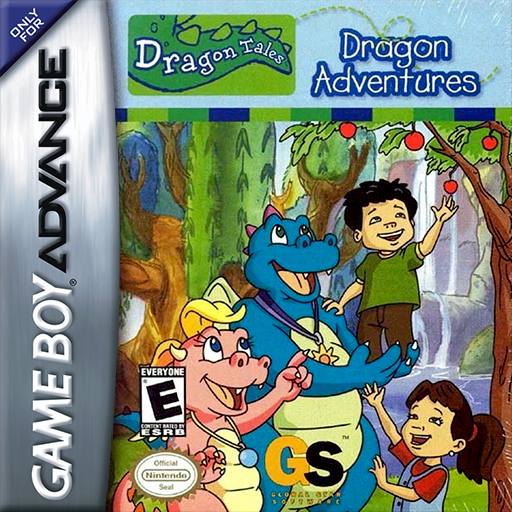 ONLY
FOR
GAME BOY ADVANCE
Dragon Tales
Dragon
Adventures
EVERYONE
E
CONTENT RATED BY
ESRB
Official
Nintendo
Seal
GS™
GLOBAL STAR
SOFTWARE